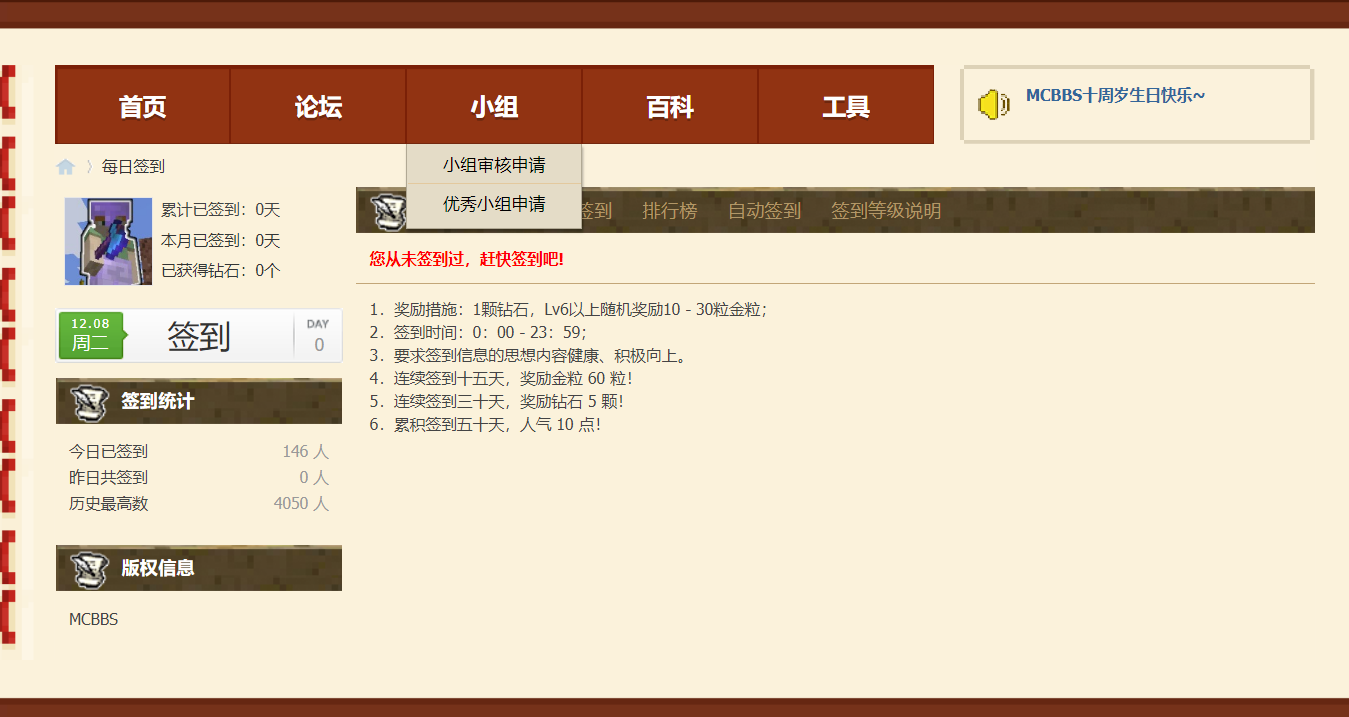 首页 论坛 小组 百科 工具
MCBBS十周岁生日快乐~
〉每日签到
小组审核申请
优秀小组申请
累计已签到：0天
本月已签到：0天
已获得钻石：0个
12.08
周二
签到
DAY
0
签到统计
今日已签到 146 人
昨日共签到 0 人
历史最高数 4050 人
版权信息
MCBBS
签到 排行榜 自动签到 签到等级说明
您从未签到过，赶快签到吧!
1. 奖励措施：1颗钻石，Lv6以上随机奖励10 - 30粒金粒；
2. 签到时间：0：00 - 23：59；
3. 要求签到信息的思想内容健康、积极向上。
4. 连续签到十五天，奖励金粒 60 粒！
5. 连续签到三十天，奖励钻石 5 颗！
6. 累积签到五十天，人气 10 点！